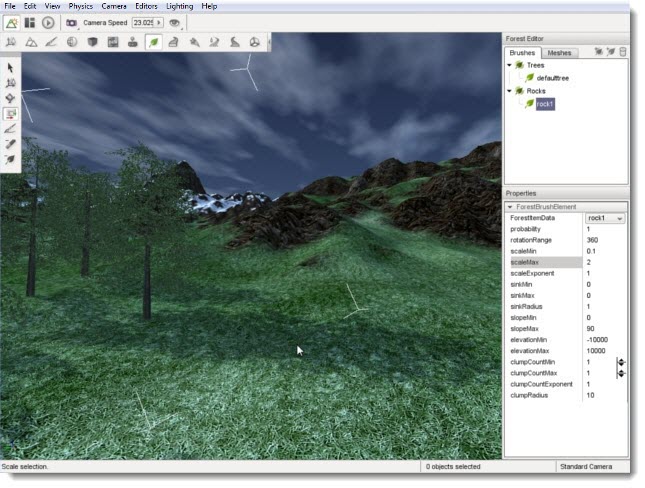 File Edit View Physics Camera Editors Lighting Help
Camera Speed 23.025
Forest Editor
Brushes Meshes
Trees
defaulttree
Rocks
rock1
Properties
ForestBrushElement
ForestItemData rock1
probability 1
rotationRange 360
scaleMin 0.1
scaleMax 2
scaleExponent 1
sinkMin 0
sinkMax 0
sinkRadius 1
slopeMin 0
slopeMax 90
elevationMin -10000
elevationMax 10000
clumpCountMin 1
clumpCountMax 1
clumpCountExponent 1
clumpRadius 10
Scale selection. 0 objects selected Standard Camera